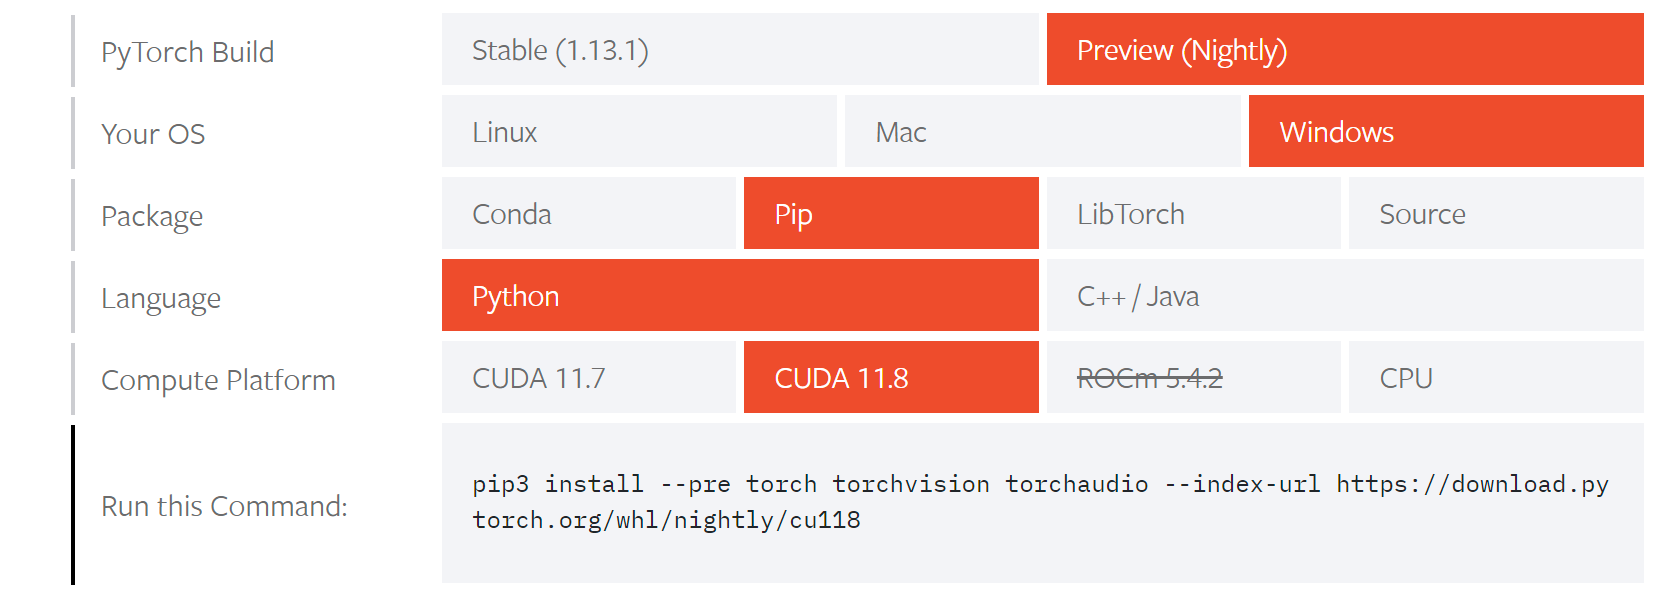 PyTorch Build
Stable (1.13.1)
Preview (Nightly)
Your OS
Linux
Mac
Windows
Package
Conda
Pip
LibTorch
Source
Language
Python
C++ / Java
Compute Platform
CUDA 11.7
CUDA 11.8
ROCm 5.4.2
CPU
Run this Command:
pip3 install --pre torch torchvision torchaudio --index-url https://download.py
torch.org/whl/nightly/cu118